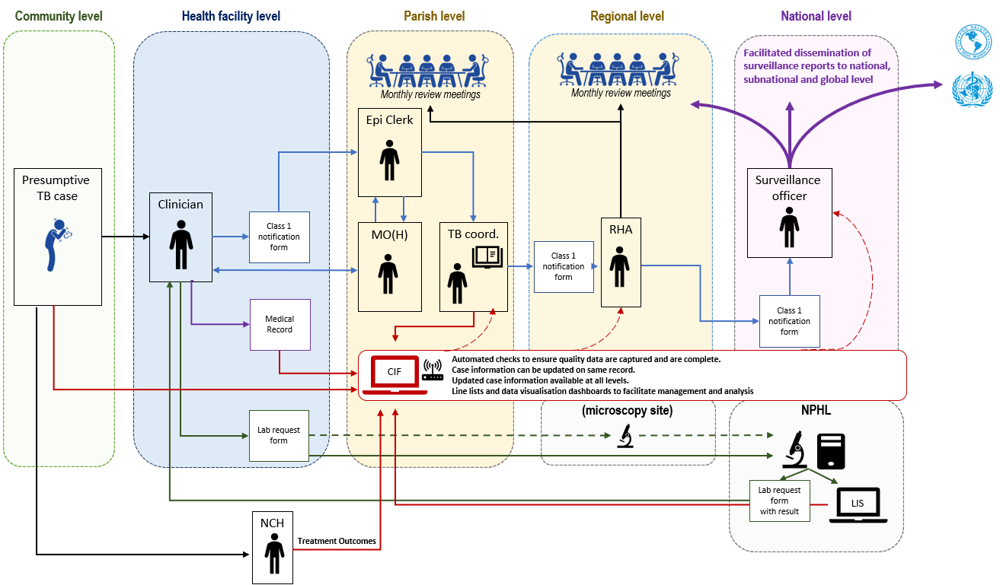 Community level
Health facility level
Parish level
Regional level
National level
Facilitated dissemination of
surveillance reports to national,
subnational and global level
Monthly review meetings
Monthly review meetings
Epi Clerk
Presumptive
TB case
Clinician
Class 1
notification
form
MO(H)
TB coord.
Class 1
notification
form
RHA
Surveillance
officer
Class 1
notification
form
Medical
Record
CIF
Automated checks to ensure quality data are captured and are complete.
Case information can be updated on same record.
Updated case information available at all levels.
Line lists and data visualisation dashboards to facilitate management and analysis
(microscopy site)
NPHL
Lab request
form
Lab request
form
with result
LIS
NCH
Treatment Outcomes